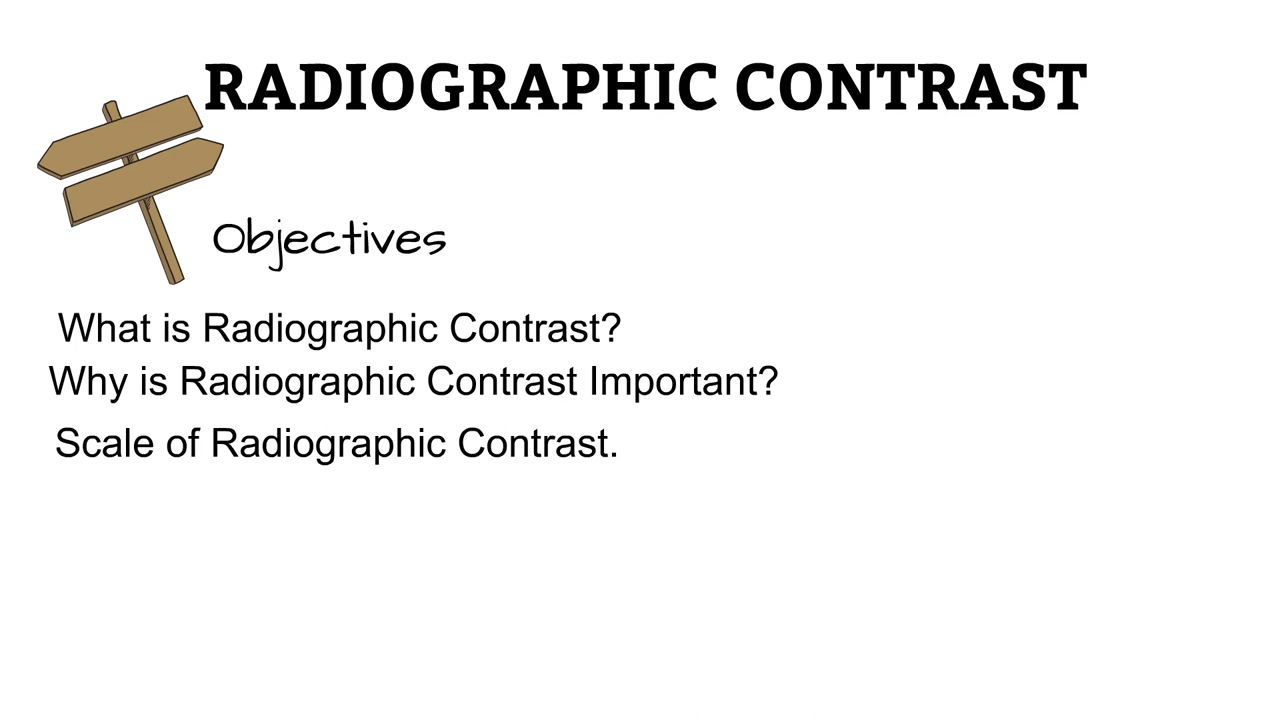 RADIOGRAPHIC CONTRAST
Objectives
What is Radiographic Contrast?
Why is Radiographic Contrast Important?
Scale of Radiographic Contrast.